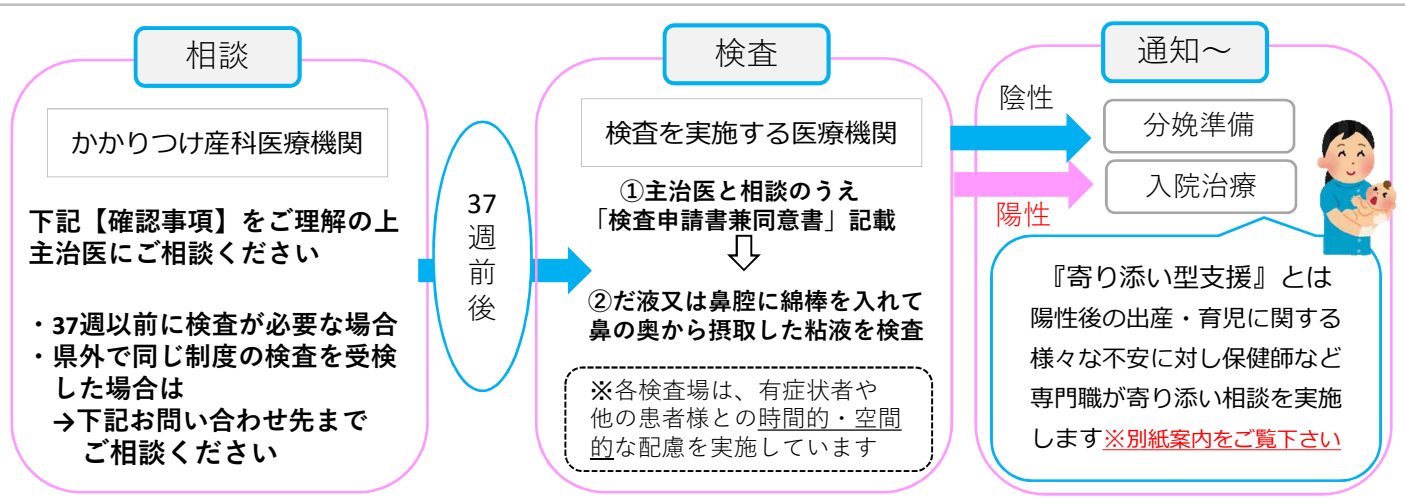 相談
かかりつけ産科医療機関
下記【確認事項】をご理解の上
主治医にご相談ください
・37週以前に検査が必要な場合
・県外で同じ制度の検査を受検
した場合は
→下記お問い合わせ先まで
ご相談ください
37
週
前
後
検査
検査を実施する医療機関
①主治医と相談のうえ
「検査申請書兼同意書」記載
②だ液又は鼻腔に綿棒を入れて
鼻の奥から摂取した粘液を検査
※各検査場は、有症状者や
他の患者様との時間的・空間
的な配慮を実施しています
通知～
陰性
分娩準備
入院治療
陽性
『寄り添い型支援』とは
陽性後の出産・育児に関する
様々な不安に対し保健師など
専門職が寄り添い相談を実施
します※別紙案内をご覧下さい